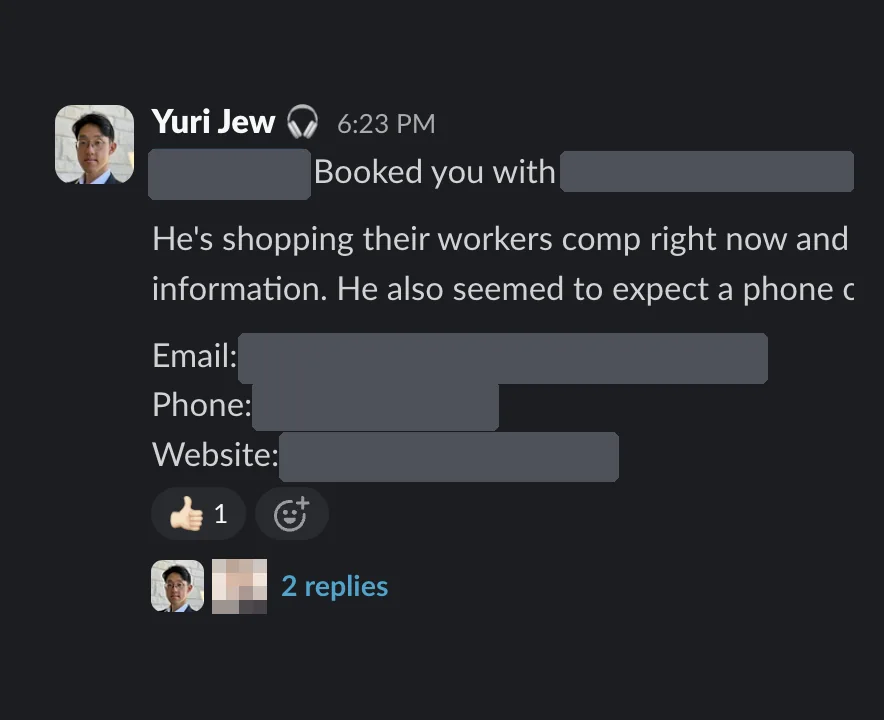 Yuri Jew 6:23 PM
Booked you with
He's shopping their workers comp right now and
information. He also seemed to expect a phone
Email:
Phone:
Website:
1
2 replies